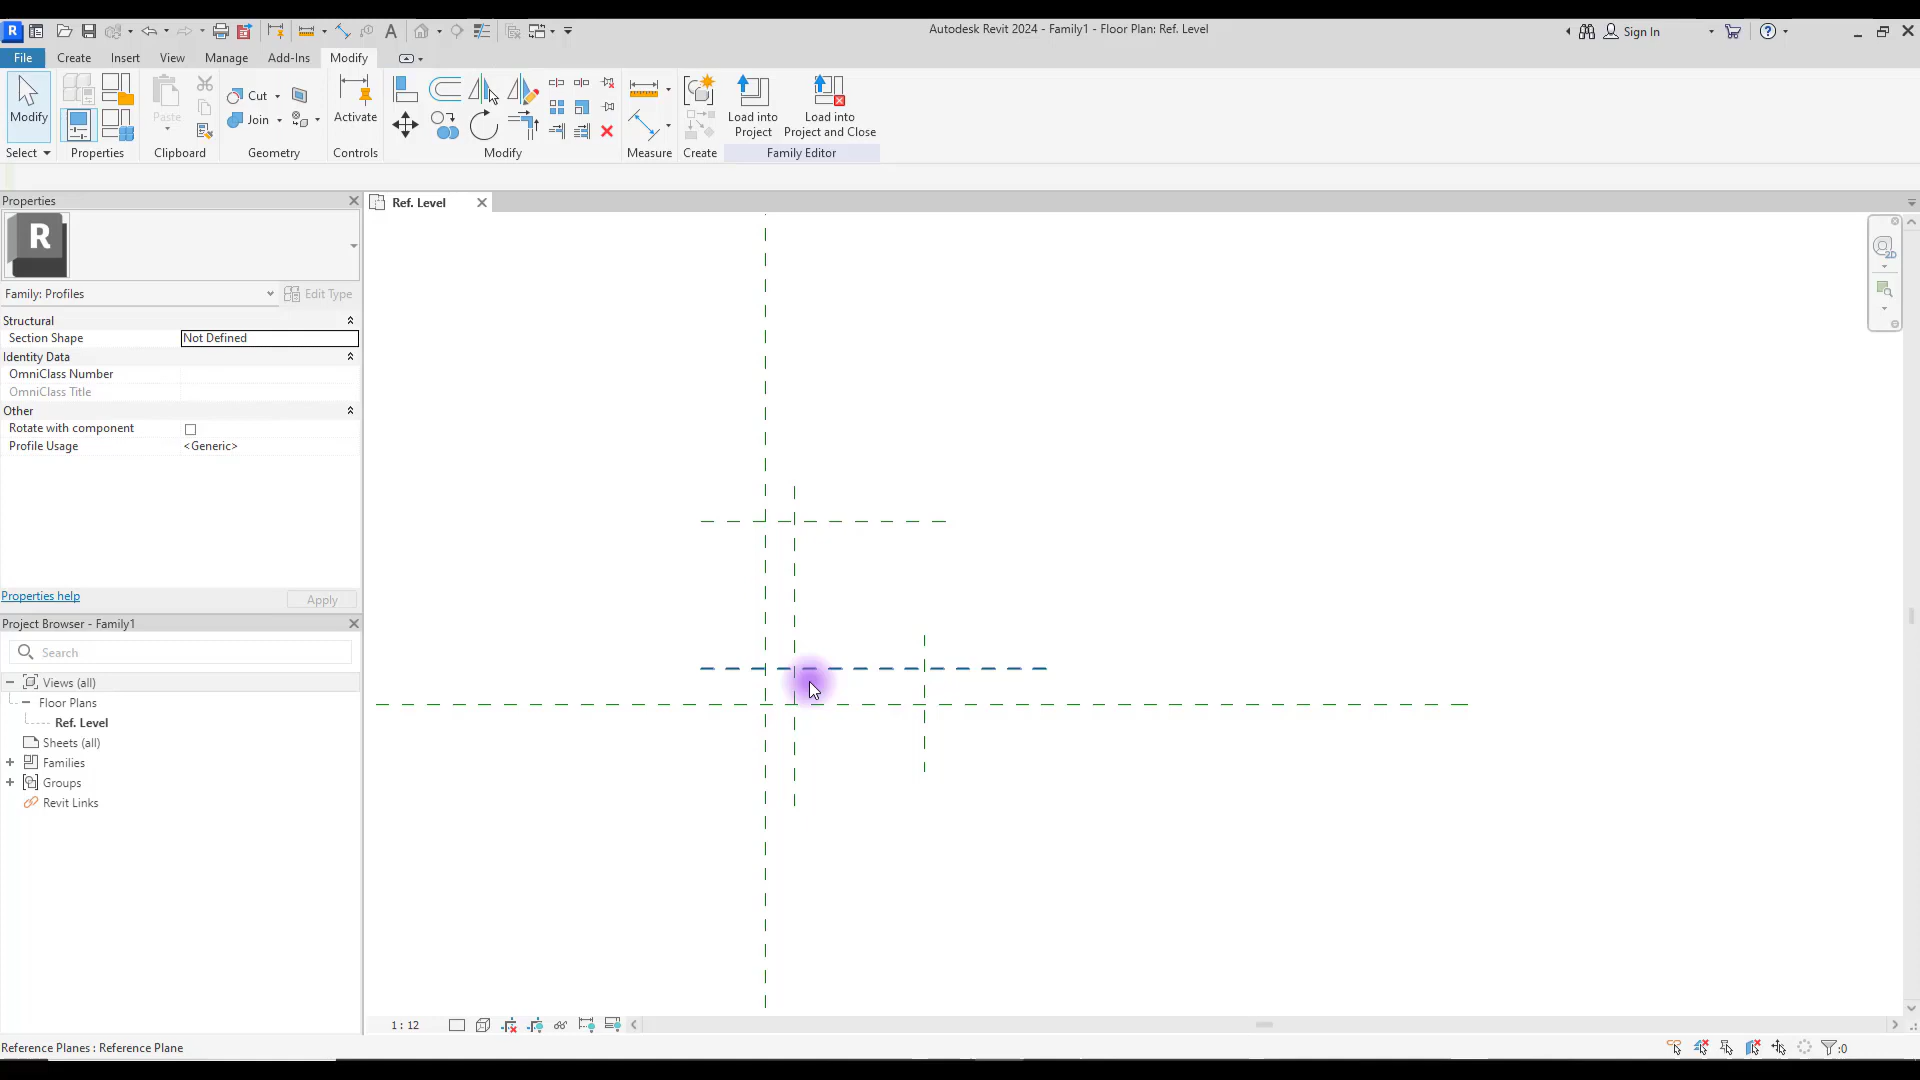 R
Autodesk Revit 2024 - Family1 - Floor Plan: Ref. Level
Sign In
File
Create
Insert
View
Manage
Add-Ins
Modify
Modify
Paste
Cut
Join
Activate
Load into
Project
Load into
Project and Close
Select
Properties
Clipboard
Geometry
Controls
Modify
Measure
Create
Family Editor
Properties
Ref. Level
R
Family: Profiles
Edit Type
Structural
Section Shape
Not Defined
Identity Data
OmniClass Number
OmniClass Title
Other
Rotate with component
Profile Usage
<Generic>
Properties help
Apply
Project Browser - Family1
Search
Views (all)
Floor Plans
Ref. Level
Sheets (all)
Families
Groups
Revit Links
2D
1 : 12
Reference Planes : Reference Plane
:0